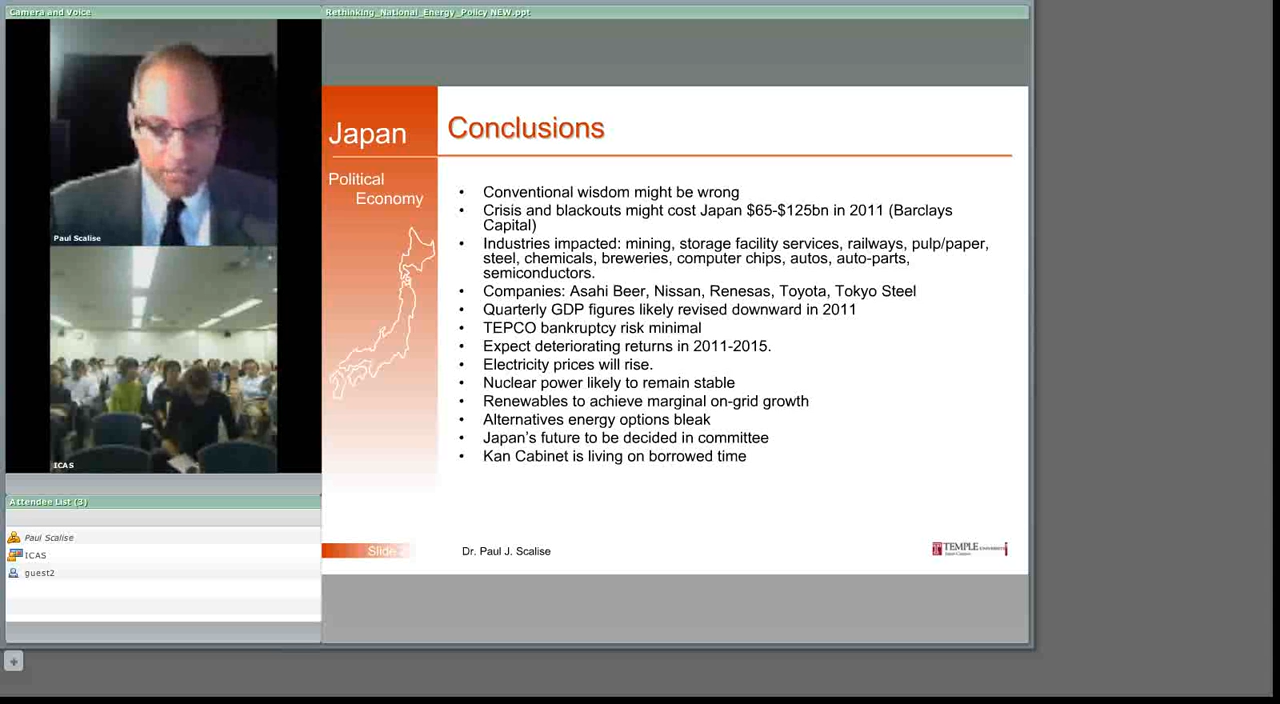 Camera and Voice
Rethinking_National_Energy_Policy NEW.ppt
Paul Scalise
ICAS
Attendee List (3)
Paul Scalise
ICAS
guest2
Japan
Political
Economy
Conclusions
• Conventional wisdom might be wrong
• Crisis and blackouts might cost Japan $65-$125bn in 2011 (Barclays
Capital)
• Industries impacted: mining, storage facility services, railways, pulp/paper,
steel, chemicals, breweries, computer chips, autos, auto-parts,
semiconductors.
• Companies: Asahi Beer, Nissan, Renesas, Toyota, Tokyo Steel
• Quarterly GDP figures likely revised downward in 2011
• TEPCO bankruptcy risk minimal
• Expect deteriorating returns in 2011-2015.
• Electricity prices will rise.
• Nuclear power likely to remain stable
• Renewables to achieve marginal on-grid growth
• Alternatives energy options bleak
• Japan's future to be decided in committee
• Kan Cabinet is living on borrowed time
Slide
Dr. Paul J. Scalise
TEMPLE UNIVERSITY